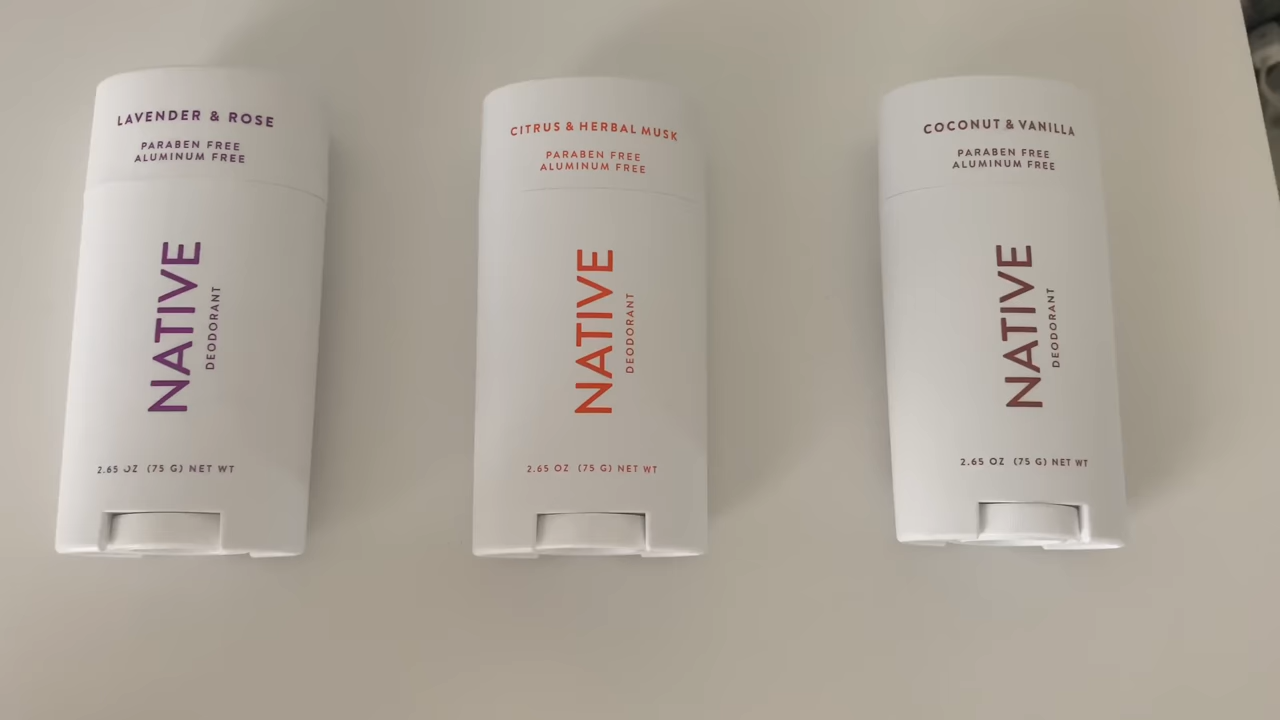 LAVENDER & ROSE
PARABEN FREE
ALUMINUM FREE
NATIVE
DEODORANT
2.65 OZ (75 G) NET WT
CITRUS & HERBAL MUSK
PARABEN FREE
ALUMINUM FREE
NATIVE
DEODORANT
2.65 OZ (75 G) NET WT
COCONUT & VANILLA
PARABEN FREE
ALUMINUM FREE
NATIVE
DEODORANT
2.65 OZ (75 G) NET WT